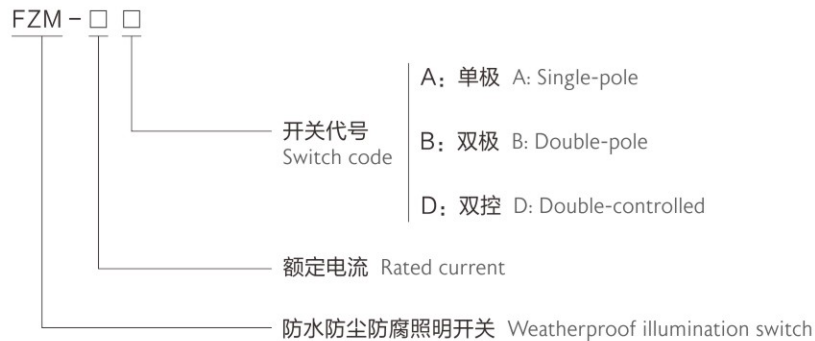 FZM-□ □
A：单极 A: Single-pole
开关代号
Switch code
B：双极 B: Double-pole
D：双控 D: Double-controlled
额定电流 Rated current
防水防尘防腐照明开关 Weatherproof illumination switch